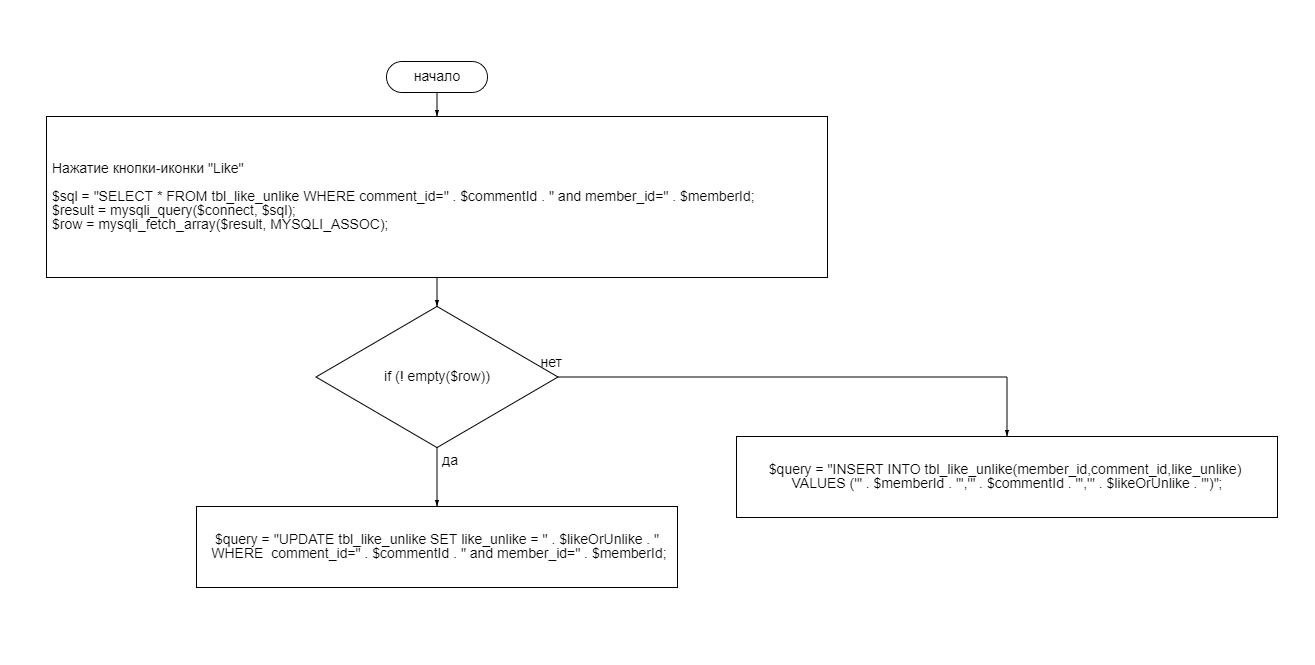 начало
Нажатие кнопки-иконки "Like"
$sql = "SELECT * FROM tbl_like_unlike WHERE comment_id=" . $commentId . " and member_id=" . $memberId;
$result = mysqli_query($connect, $sql);
$row = mysqli_fetch_array($result, MYSQLI_ASSOC);
if (! empty($row))
нет
да
$query = "INSERT INTO tbl_like_unlike(member_id,comment_id,like_unlike)
VALUES ('" . $memberId . "','" . $commentId . "','" . $likeOrUnlike . "')";
$query = "UPDATE tbl_like_unlike SET like_unlike = " . $likeOrUnlike . "
WHERE  comment_id=" . $commentId . " and member_id=" . $memberId;